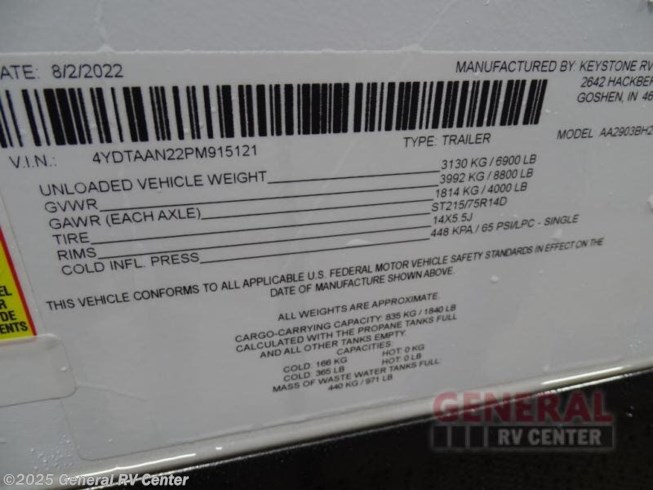 ATE: 8/2/2022
MANUFACTURED BY: KEYSTONE RV
2642 HACKBER
GOSHEN, IN 46
V.I.N.: 4YDTAAN22PM915121
TYPE: TRAILER
MODEL AA2903BH2
UNLOADED VEHICLE WEIGHT 3130 KG / 6900 LB
GVWR 3992 KG / 8800 LB
GAWR (EACH AXLE) 1814 KG / 4000 LB
TIRE ST215/75R14D
RIMS 14X5.5J
COLD INFL. PRESS 448 KPA / 65 PSI/LPC - SINGLE
THIS VEHICLE CONFORMS TO ALL APPLICABLE U.S. FEDERAL MOTOR VEHICLE SAFETY STANDARDS IN EFFECT ON THE
DATE OF MANUFACTURE SHOWN ABOVE.
ALL WEIGHTS ARE APPROXIMATE.
CARGO-CARRYING CAPACITY: 835 KG / 1840 LB
CALCULATED WITH THE PROPANE TANKS FULL
AND ALL OTHER TANKS EMPTY.
CAPACITIES:
COLD: 166 KG HOT: 0 KG
COLD: 365 LB HOT: 0 LB
MASS OF WASTE WATER TANKS FULL:
440 KG / 971 LB
EL
R
DE
ENTS
GENERAL
RV CENTER
©2025 General RV Center